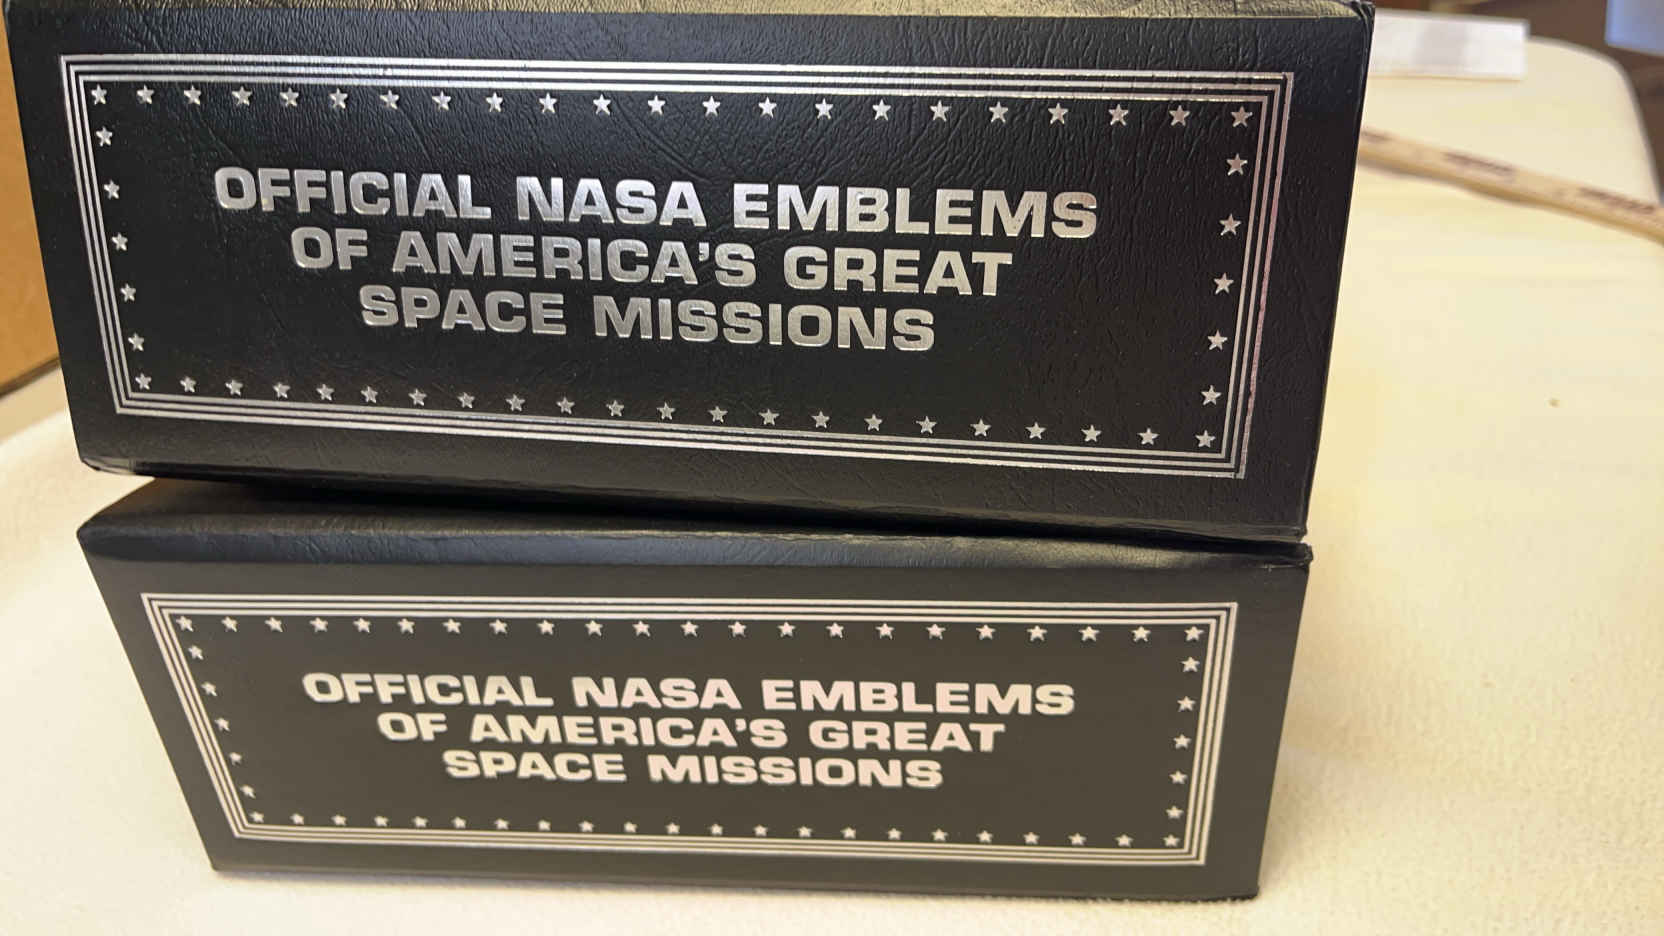 OFFICIAL NASA EMBLEMS
OF AMERICA'S GREAT
SPACE MISSIONS
OFFICIAL NASA EMBLEMS
OF AMERICA'S GREAT
SPACE MISSIONS